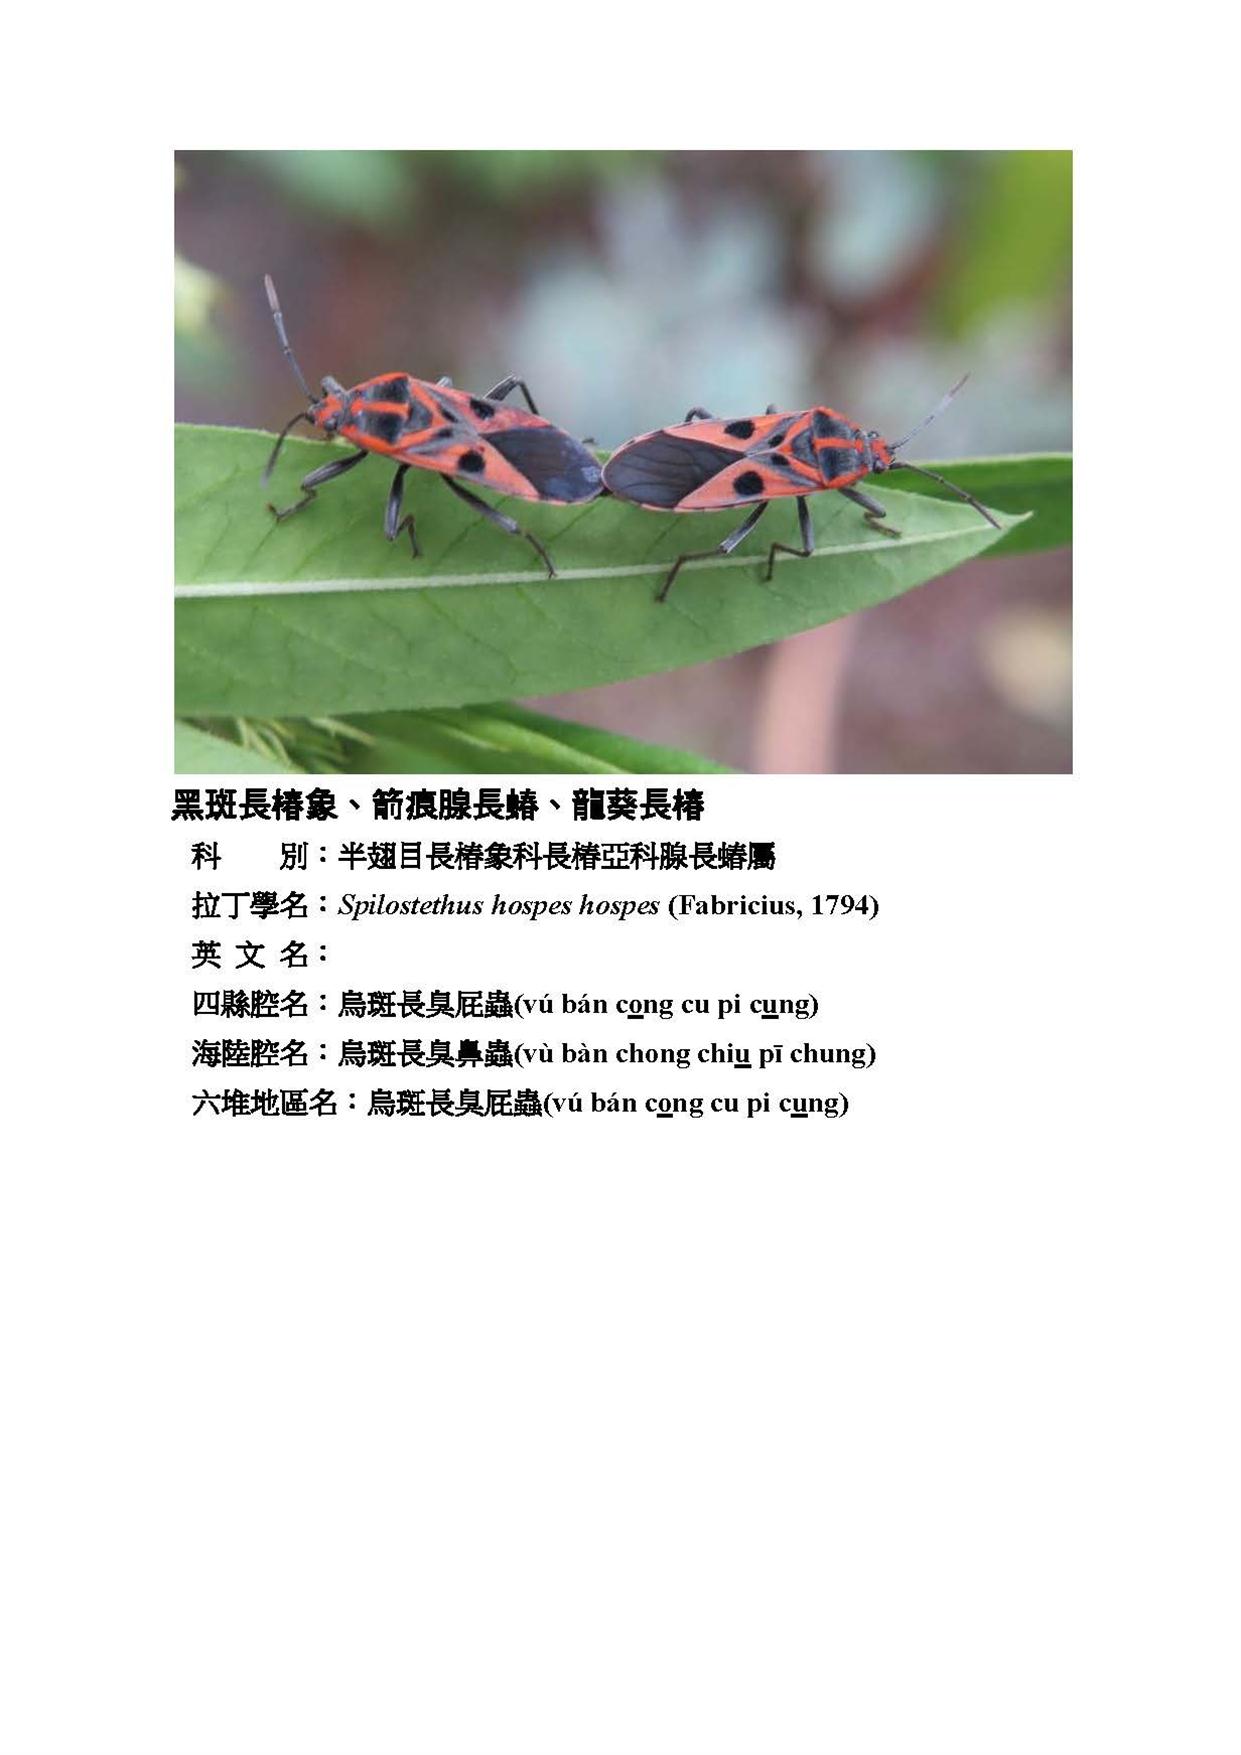 黑斑長椿象、箭痕腺長蝽、龍葵長椿
科　　別：半翅目長椿象科長椿亞科腺長蝽屬
拉丁學名：Spilostethus hospes hospes (Fabricius, 1794)
英 文 名：
四縣腔名：烏斑長臭屁蟲(vú bán cong cu pi cung)
海陸腔名：烏斑長臭鼻蟲(vù bàn chong chiu pī chung)
六堆地區名：烏斑長臭屁蟲(vú bán cong cu pi cung)